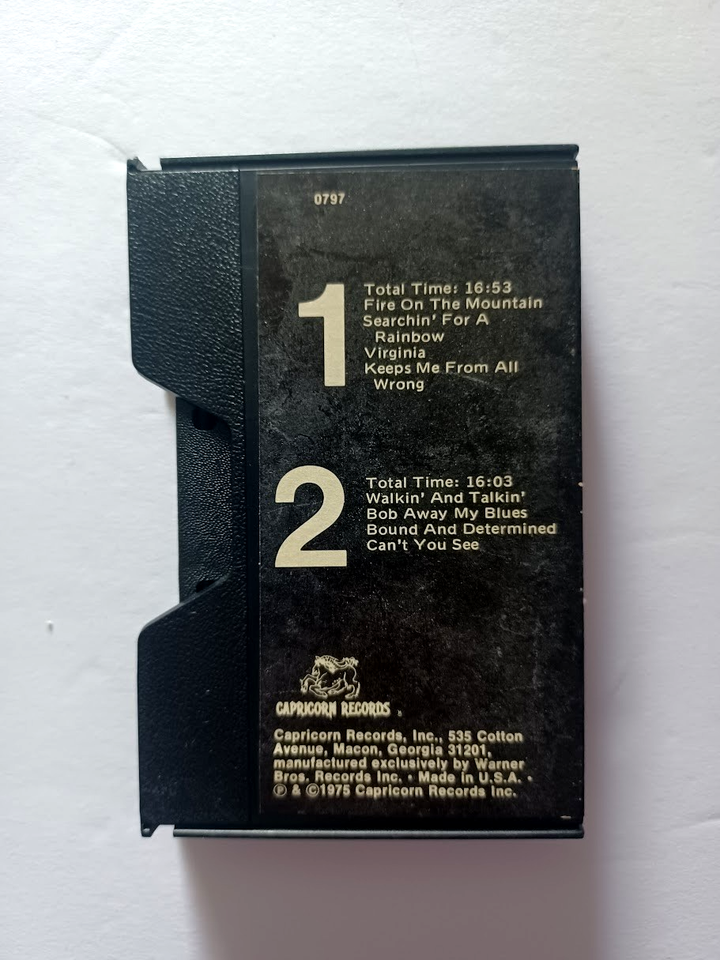 0797
1
Total Time: 16:53
Fire On The Mountain
Searchin' For A
Rainbow
Virginia
Keeps Me From All
Wrong
2
Total Time: 16:03
Walkin' And Talkin'
Bob Away My Blues
Bound And Determined
Can't You See
CAPRICORN RECORDS
Capricorn Records, Inc., 535 Cotton
Avenue, Macon, Georgia 31201,
manufactured exclusively by Warner
Bros. Records Inc. • Made in U.S.A. •
℗ & ©1975 Capricorn Records Inc.